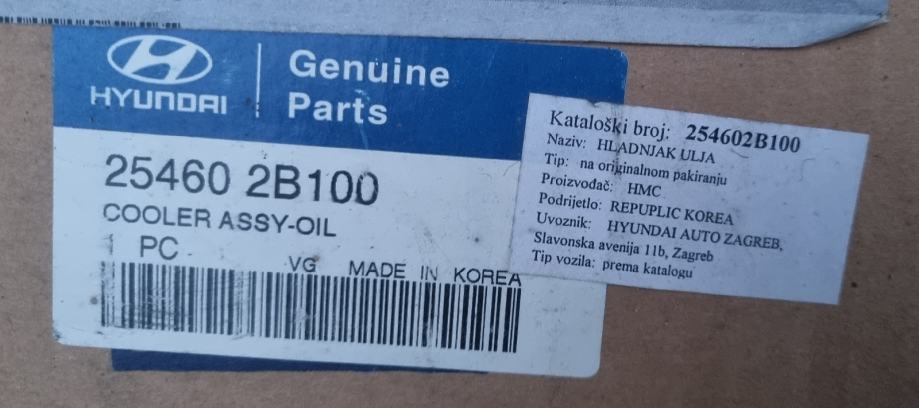 HYUNDAI
Genuine
Parts
25460 2B100
COOLER ASSY-OIL
1 PC
VG MADE IN KOREA
Kataloški broj: 254602B100
Naziv: HLADNJAK ULJA
Tip: na originalnom pakiranju
Proizvođač: HMC
Podrijetlo: REPUPLIC KOREA
Uvoznik: HYUNDAI AUTO ZAGREB,
Slavonska avenija 11b, Zagreb
Tip vozila: prema katalogu